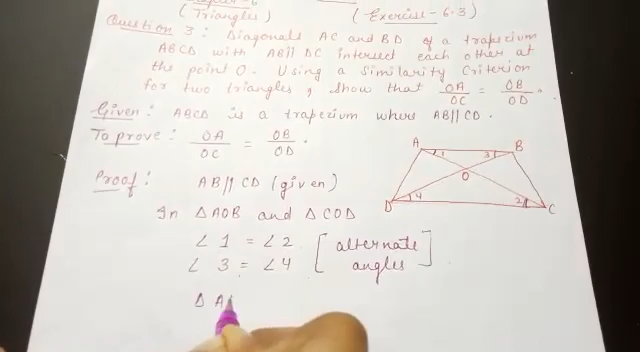 (Triangles) (Exercise - 6.3)
Question 3: Diagonals AC and BD of a trapezium
ABCD with AB || DC intersect each other at
the point O. Using a Similarity Criterion
for two triangles, show that OA/OC = OB/OD.
Given: ABCD is a trapezium where AB || CD.
To prove: OA/OC = OB/OD.
Proof: AB || CD (given)
In Δ AOB and Δ COD
∠ 1 = ∠ 2 [alternate
∠ 3 = ∠ 4 angles]
Δ A
A 1 3 B
O
D 4 2 C